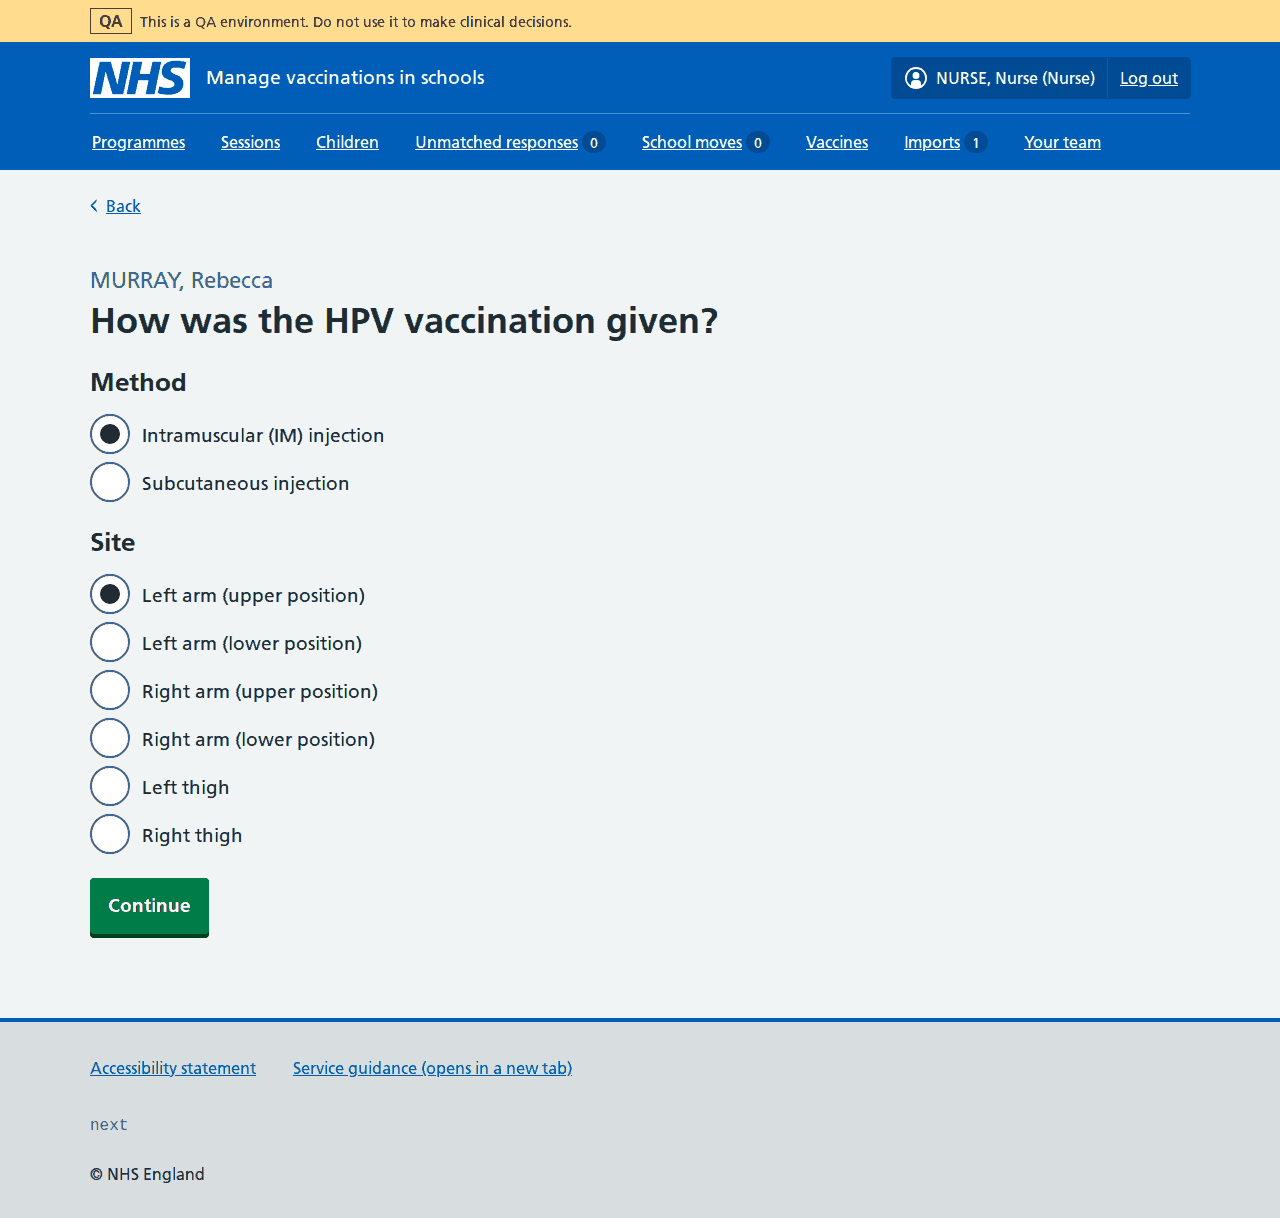 QA This is a QA environment. Do not use it to make clinical decisions.
NHS Manage vaccinations in schools NURSE, Nurse (Nurse) Log out
Programmes Sessions Children Unmatched responses 0 School moves 0 Vaccines Imports 1 Your team
Back
MURRAY, Rebecca
How was the HPV vaccination given?
Method
Intramuscular (IM) injection
Subcutaneous injection
Site
Left arm (upper position)
Left arm (lower position)
Right arm (upper position)
Right arm (lower position)
Left thigh
Right thigh
Continue
Accessibility statement Service guidance (opens in a new tab)
next
© NHS England